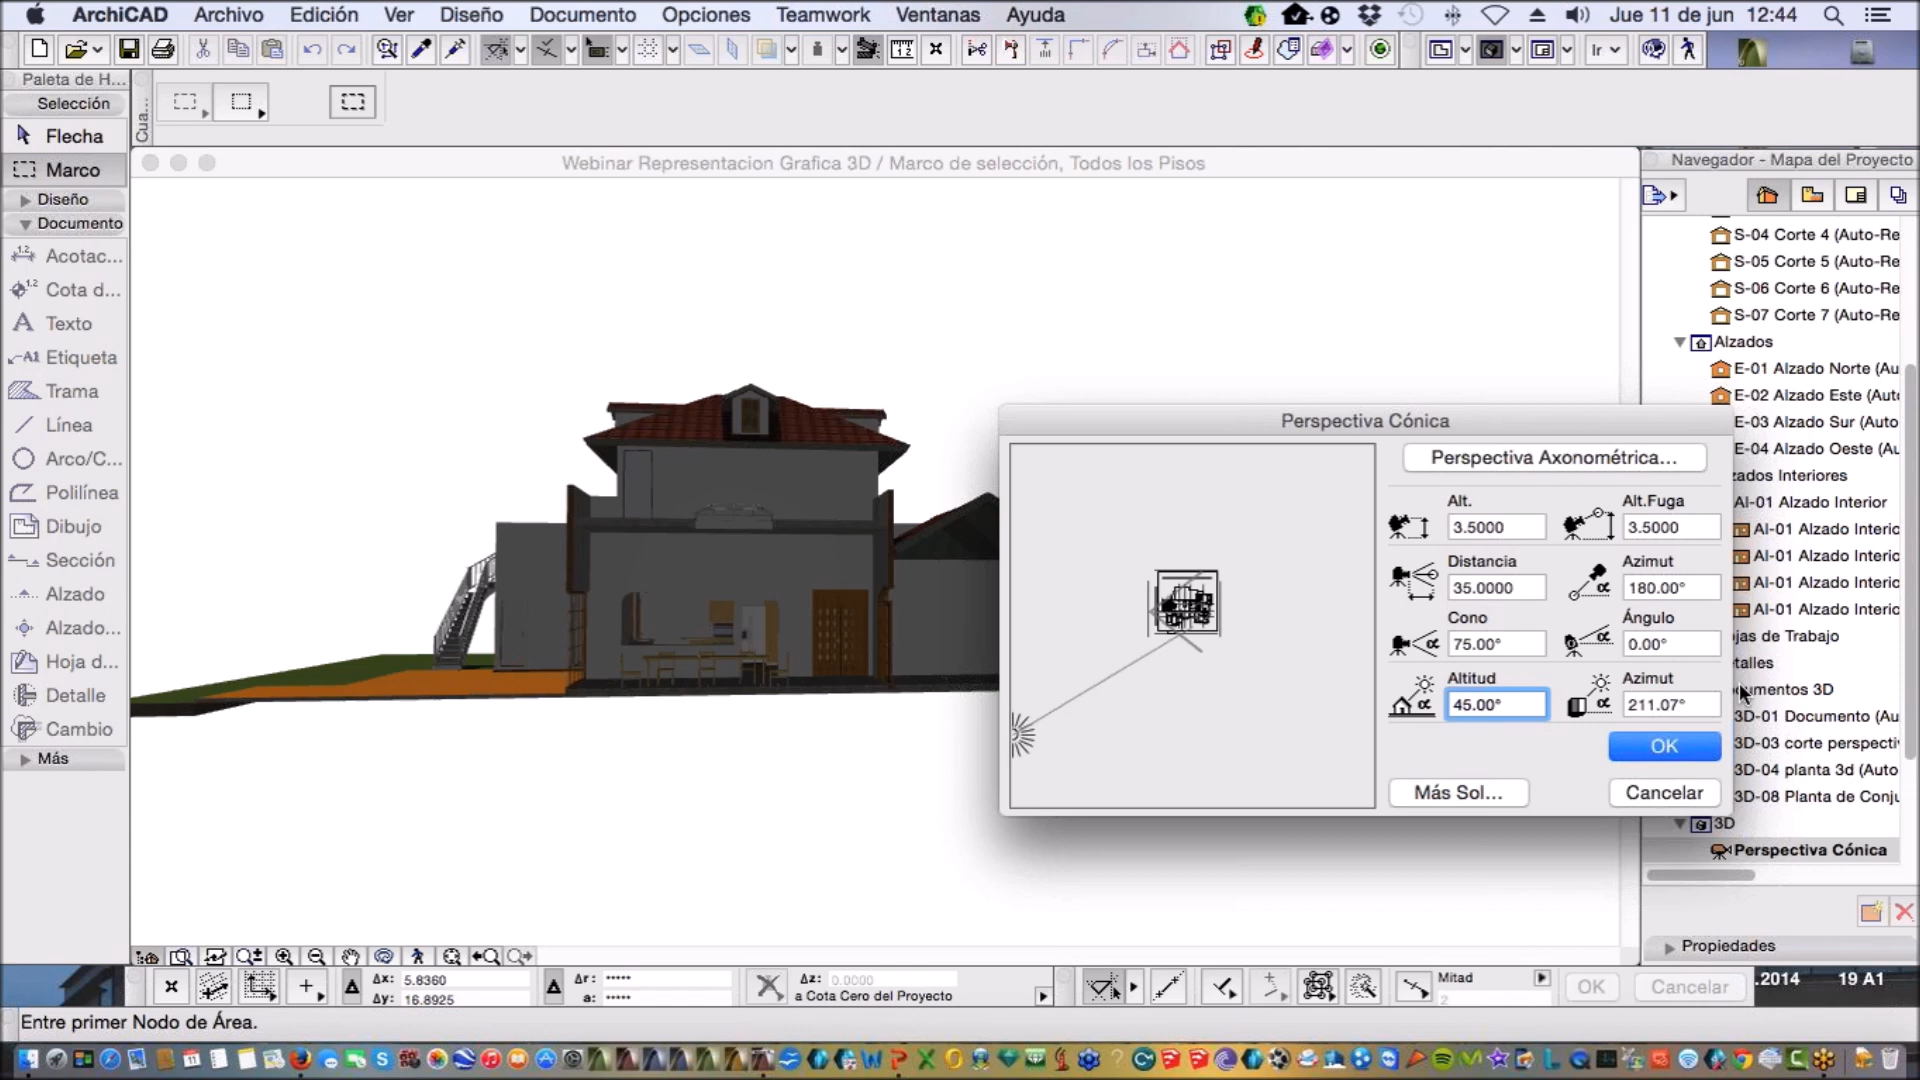 ArchiCAD Archivo Edición Ver Diseño Documento Opciones Teamwork Ventanas Ayuda Jue 11 de jun 12:44
Ir
Paleta de H...
Selección
Flecha
Marco
Diseño
Documento
Acotac...
Cota d...
Texto
Etiqueta
Trama
Línea
Arco/C...
Polilínea
Dibujo
Sección
Alzado
Alzado...
Hoja d...
Detalle
Cambio
Más
Cua...
Webinar Representacion Grafica 3D / Marco de selección, Todos los Pisos
Perspectiva Cónica
Perspectiva Axonométrica...
Alt. Alt.Fuga
3.5000 3.5000
Distancia Azimut
35.0000 180.00°
Cono Ángulo
75.00° 0.00°
Altitud Azimut
45.00° 211.07°
OK
Más Sol... Cancelar
Navegador - Mapa del Proyecto
S-04 Corte 4 (Auto-Re
S-05 Corte 5 (Auto-Re
S-06 Corte 6 (Auto-Re
S-07 Corte 7 (Auto-Re
Alzados
E-01 Alzado Norte (Au
E-02 Alzado Este (Aut
E-03 Alzado Sur (Auto
E-04 Alzado Oeste (Au
zados Interiores
AI-01 Alzado Interior
AI-01 Alzado Interio
AI-01 Alzado Interio
AI-01 Alzado Interio
AI-01 Alzado Interio
jas de Trabajo
talles
umentos 3D
3D-01 Documento (Au
3D-03 corte perspecti
3D-04 planta 3d (Auto
3D-08 Planta de Conju
3D
Perspectiva Cónica
Propiedades
Δx: 5.8360
Δy: 16.8925
Δr: *****
a: *****
Δz: 0.0000
a Cota Cero del Proyecto
Mitad
2
OK Cancelar
.2014 19 A1
Entre primer Nodo de Área.